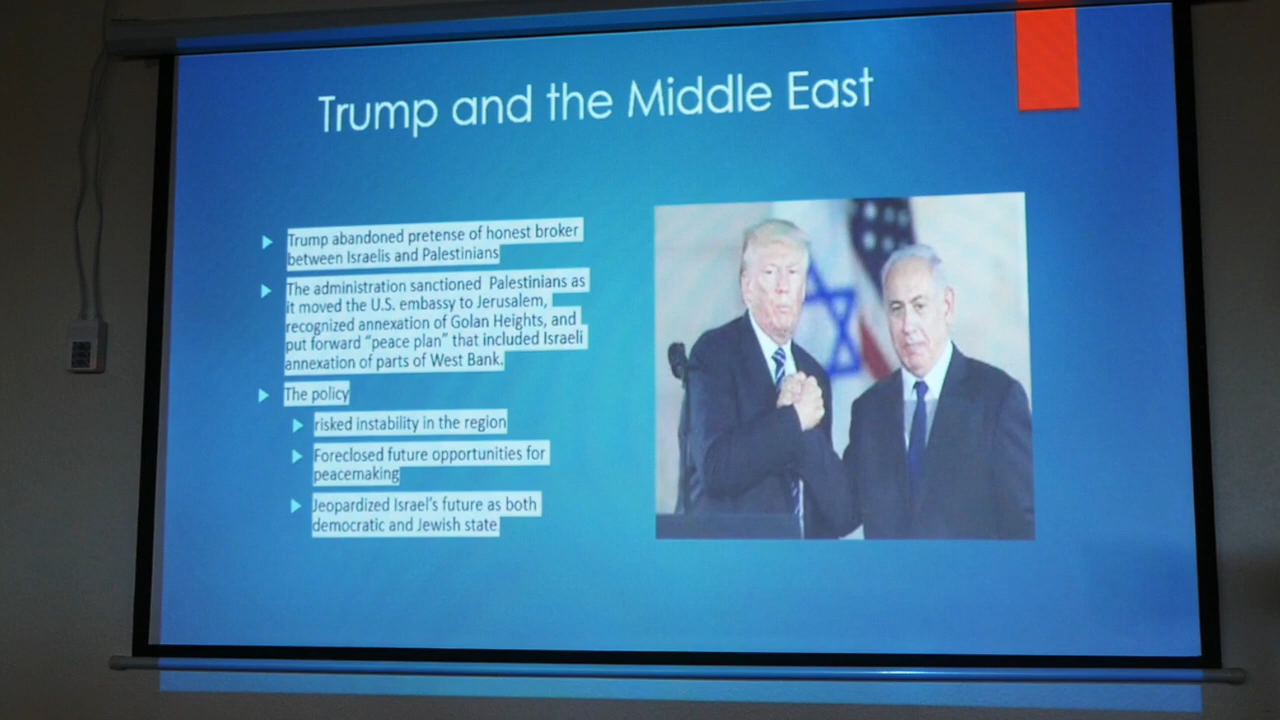 Trump and the Middle East
Trump abandoned pretense of honest broker
between Israelis and Palestinians
The administration sanctioned Palestinians as
it moved the U.S. embassy to Jerusalem,
recognized annexation of Golan Heights, and
put forward “peace plan” that included Israeli
annexation of parts of West Bank.
The policy
risked instability in the region
Foreclosed future opportunities for
peacemaking
Jeopardized Israel’s future as both
democratic and Jewish state